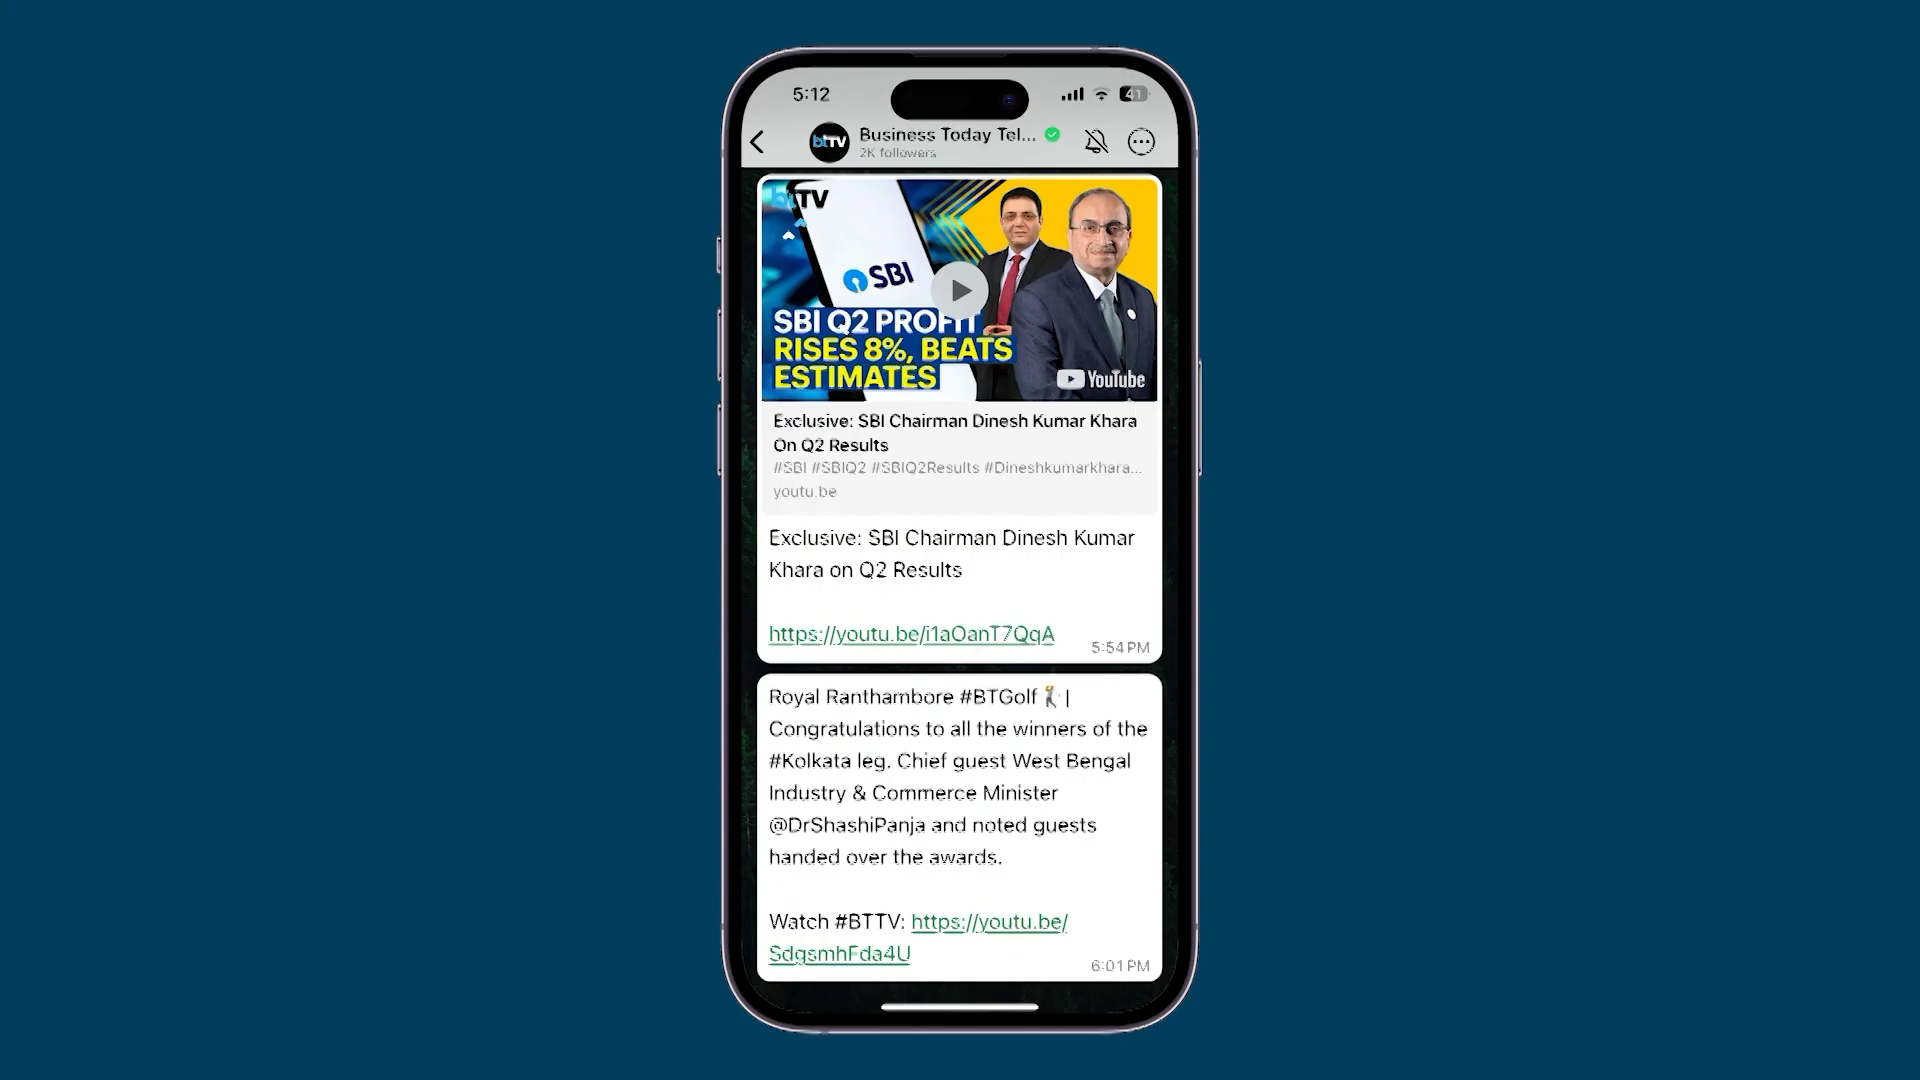 5:12
41
btTV
Business Today Tel...
2K followers
btTV
SBI
SBI Q2 PROFIT
RISES 8%, BEATS
ESTIMATES
YouTube
Exclusive: SBI Chairman Dinesh Kumar Khara
On Q2 Results
#SBI #SBIQ2 #SBIQ2Results #Dineshkumarkhara...
youtu.be
Exclusive: SBI Chairman Dinesh Kumar
Khara on Q2 Results
https://youtu.be/i1aOanT7QqA
5:54 PM
Royal Ranthambore #BTGolf🏌 |
Congratulations to all the winners of the
#Kolkata leg. Chief guest West Bengal
Industry & Commerce Minister
@DrShashiPanja and noted guests
handed over the awards.
Watch #BTTV: https://youtu.be/
SdgsmhFda4U
6:01 PM